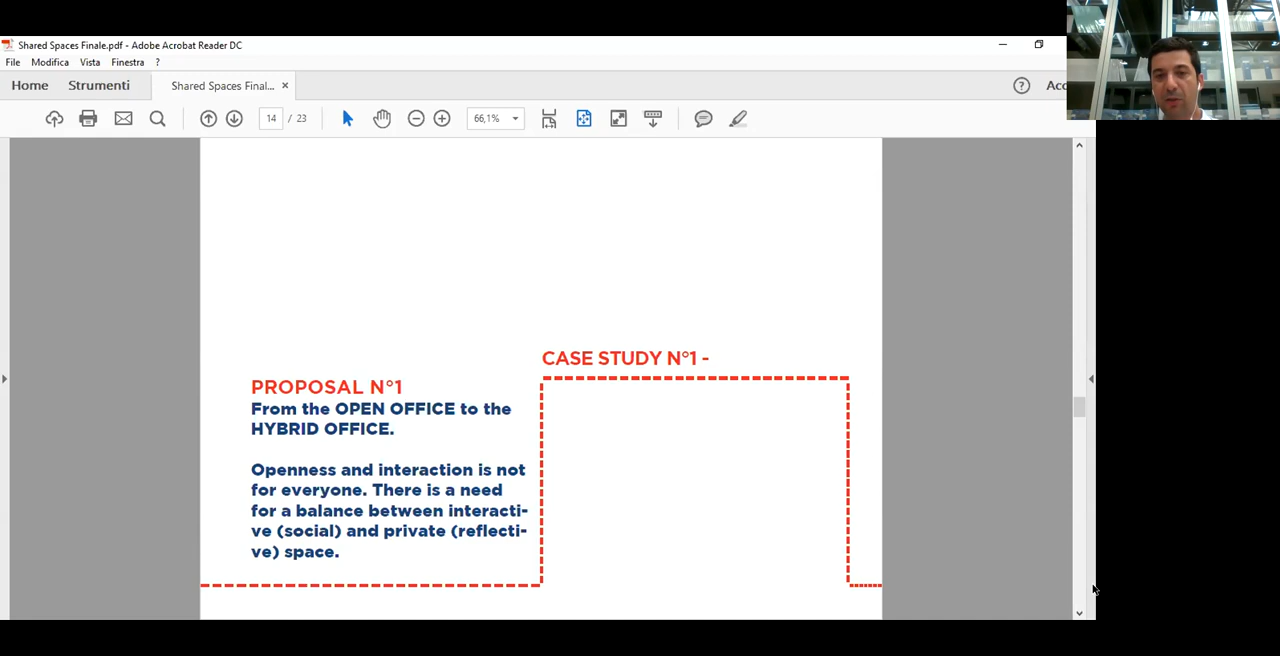 Shared Spaces Finale.pdf - Adobe Acrobat Reader DC
File Modifica Vista Finestra ?
Home Strumenti Shared Spaces Final... × ?
14 / 23 66,1%
CASE STUDY N°1 -
PROPOSAL N°1
From the OPEN OFFICE to the
HYBRID OFFICE.
Openness and interaction is not
for everyone. There is a need
for a balance between interacti-
ve (social) and private (reflecti-
ve) space.